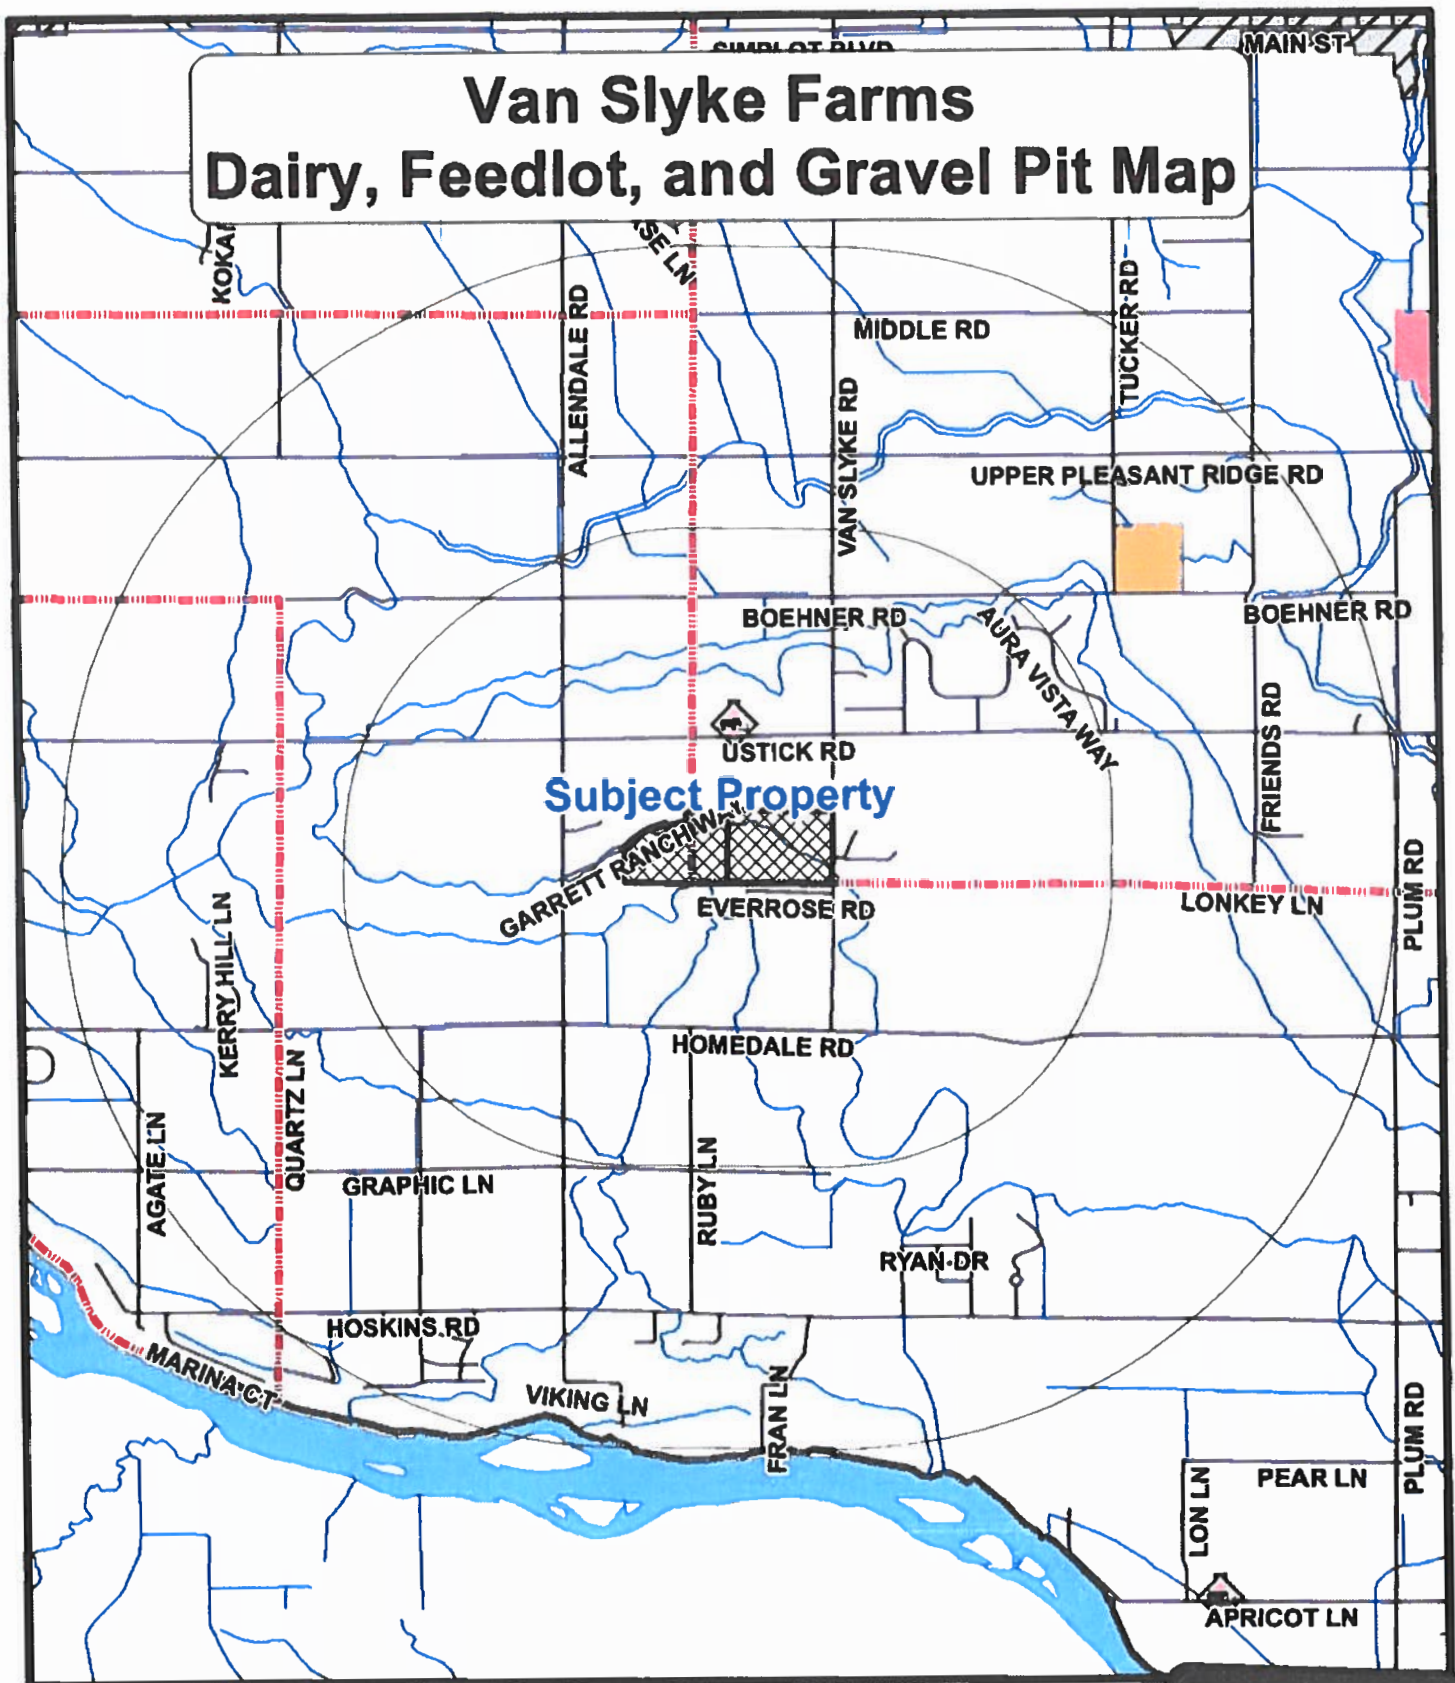 SIMPLOT BLVD
MAIN ST
Van Slyke Farms
Dairy, Feedlot, and Gravel Pit Map
ALLENDALE RD
MIDDLE RD
TUCKER RD
VAN SLYKE RD
UPPER PLEASANT RIDGE RD
BOEHNER RD
BOEHNER RD
AURA VISTA WAY
FRIENDS RD
USTICK RD
Subject Property
GARRETT RANCH WAY
EVERROSE RD
LONKEY LN
PLUM RD
KERRY HILL LN
HOMEDALE RD
QUARTZ LN
AGATE LN
GRAPHIC LN
RUBY LN
RYAN DR
HOSKINS RD
MARINA CT
VIKING LN
FRAN LN
PLUM RD
PEAR LN
LON LN
APRICOT LN